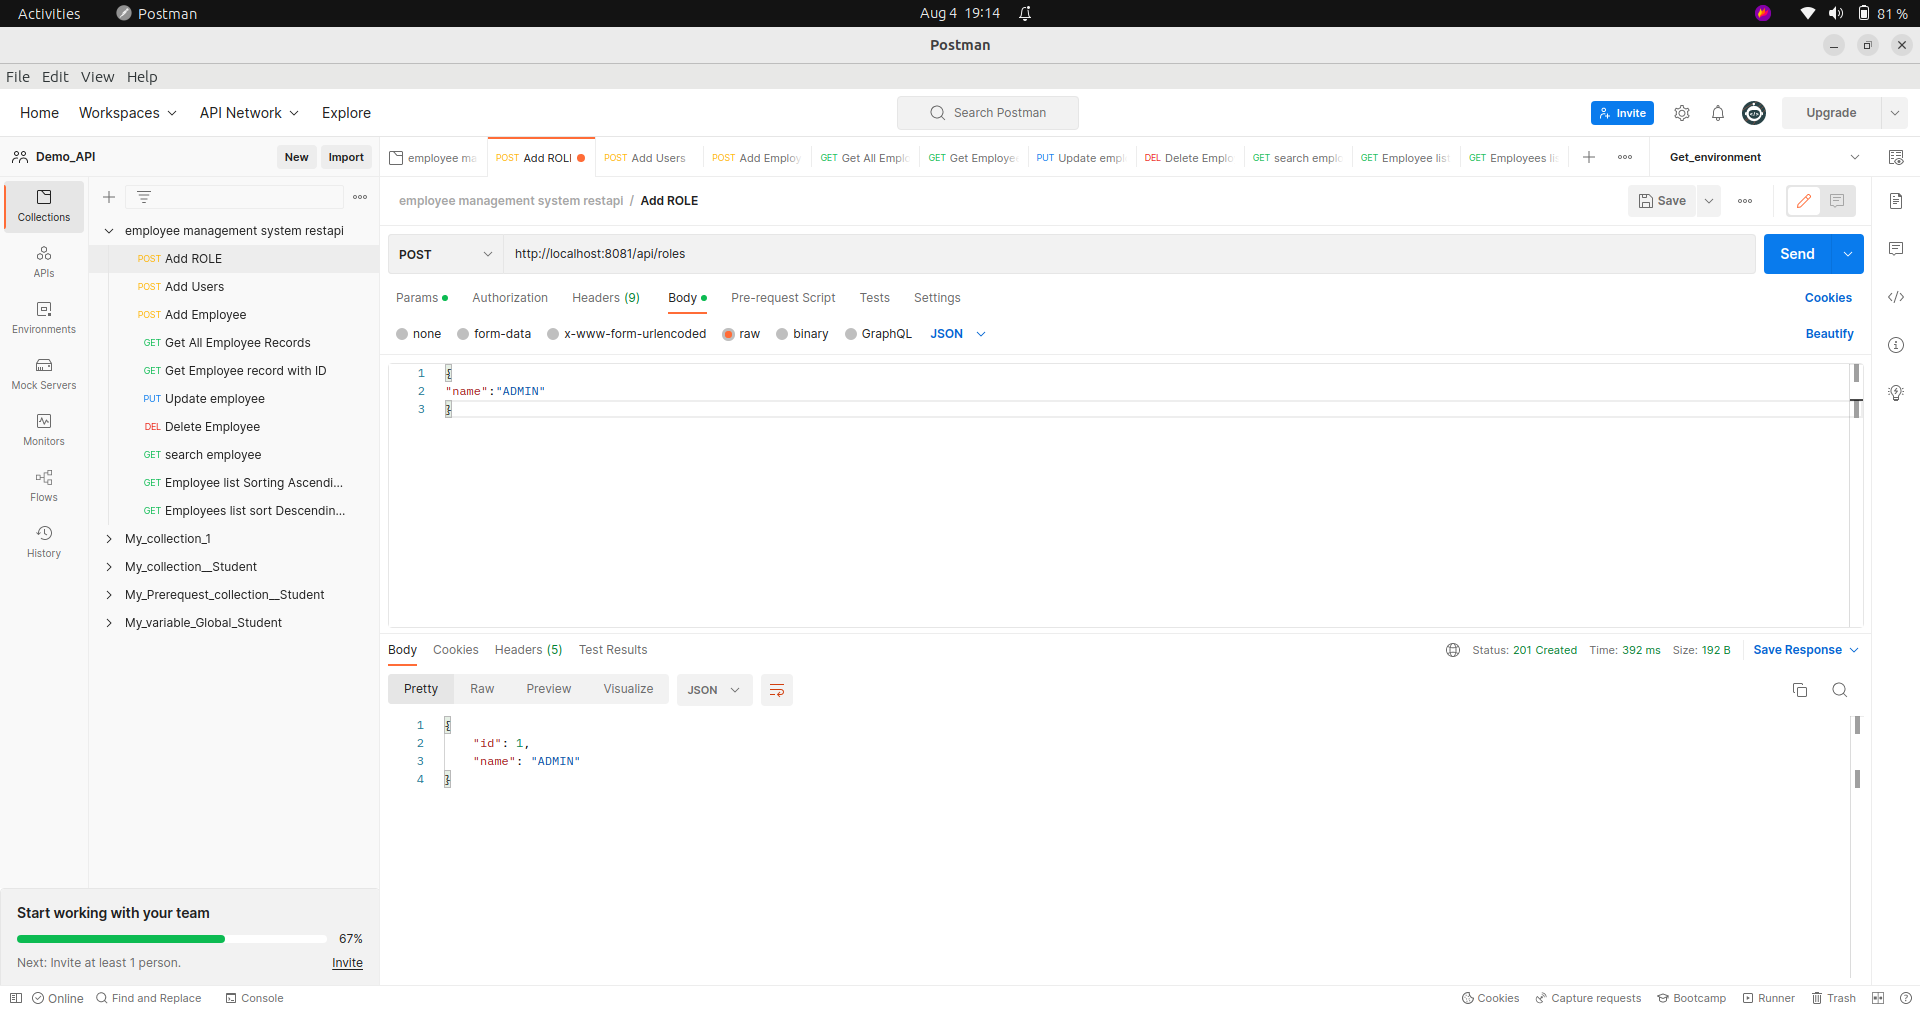 Activities Postman Aug 4 19:14 81 %
Postman
File Edit View Help
Home Workspaces API Network Explore Search Postman Invite Upgrade
Demo_API New Import
employee ma POST Add ROLI POST Add Users POST Add Employ GET Get All Empl GET Get Employe PUT Update empl DEL Delete Emplo GET search emplo GET Employee list GET Employees li Get_environment
Collections
APIs
Environments
Mock Servers
Monitors
Flows
History
employee management system restapi
POST Add ROLE
POST Add Users
POST Add Employee
GET Get All Employee Records
GET Get Employee record with ID
PUT Update employee
DEL Delete Employee
GET search employee
GET Employee list Sorting Ascendi...
GET Employees list sort Descendin...
My_collection_1
My_collection__Student
My_Prerequest_collection__Student
My_variable_Global_Student
Start working with your team
67%
Next: Invite at least 1 person. Invite
employee management system restapi / Add ROLE Save
POST http://localhost:8081/api/roles Send
Params Authorization Headers (9) Body Pre-request Script Tests Settings Cookies
none form-data x-www-form-urlencoded raw binary GraphQL JSON Beautify
1 {
2 "name":"ADMIN"
3 }
Body Cookies Headers (5) Test Results Status: 201 Created Time: 392 ms Size: 192 B Save Response
Pretty Raw Preview Visualize JSON
1 {
2 "id": 1,
3 "name": "ADMIN"
4 }
Online Find and Replace Console Cookies Capture requests Bootcamp Runner Trash